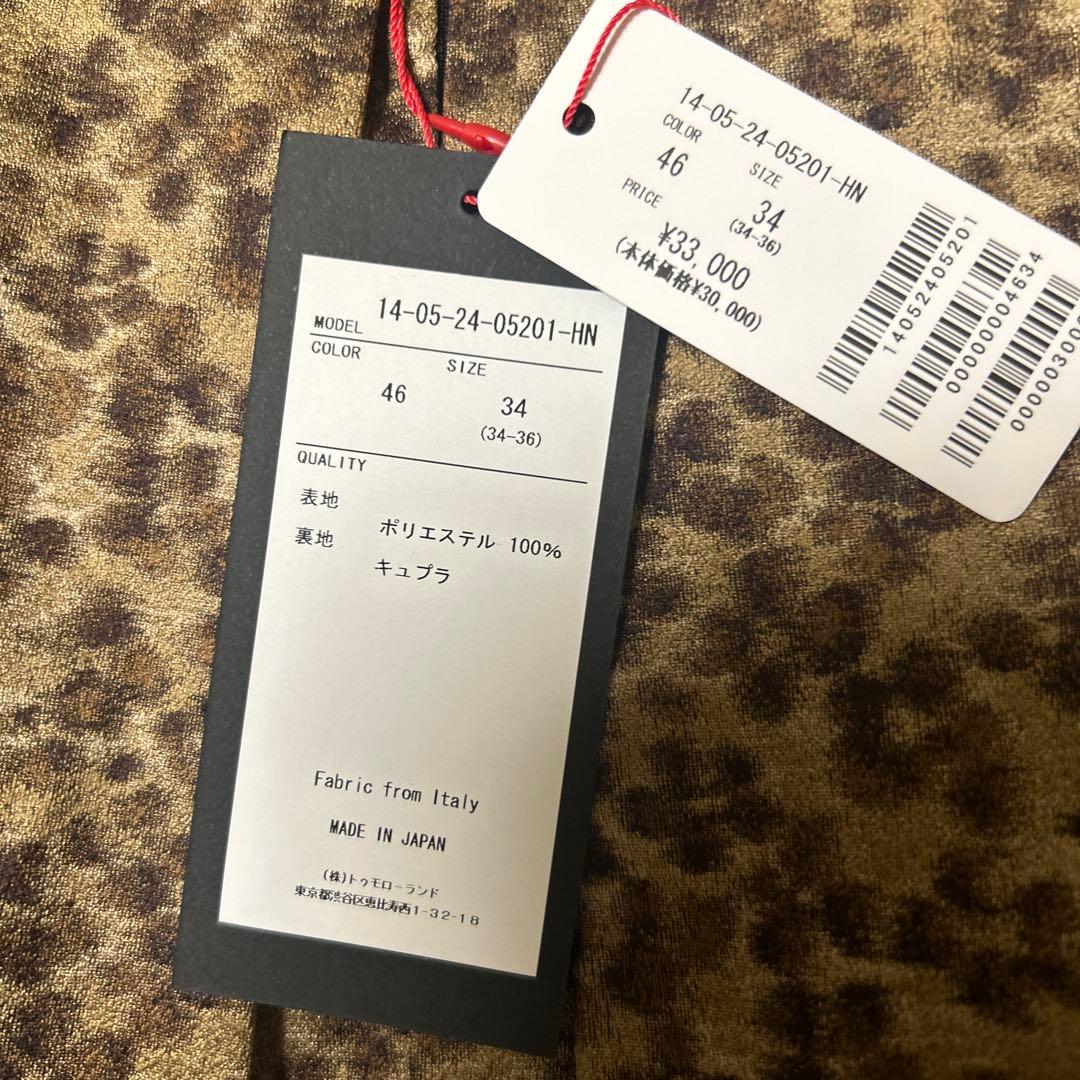 14-05-24-05201-HN
COLOR SIZE
46 34
(34-36)
PRICE
¥33,000
(本体価格¥30,000)
1405240520​1
0000000004634
MODEL 14-05-24-05201-HN
COLOR SIZE
46 34
(34-36)
QUALITY
表地
ポリエステル 100%
裏地
キュプラ
Fabric from Italy
MADE IN JAPAN
(株)トゥモローランド
東京都渋谷区恵比寿西1-32-18